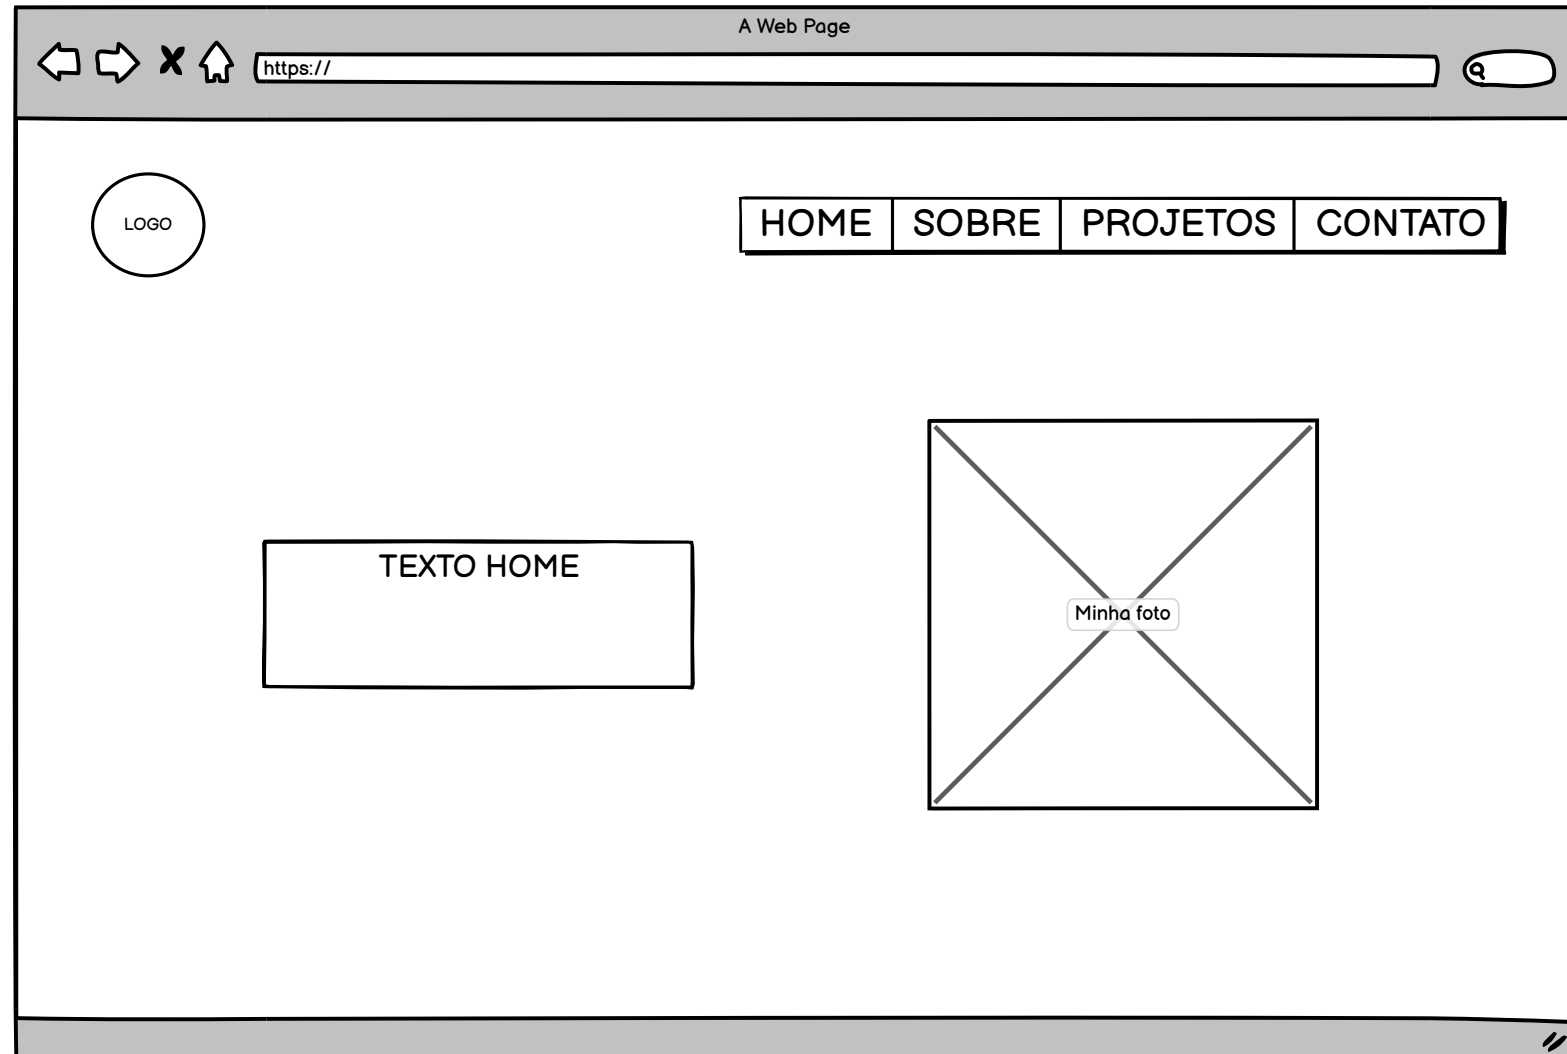 A Web Page
https://
LOGO
HOME SOBRE PROJETOS CONTATO
TEXTO HOME
Minha foto